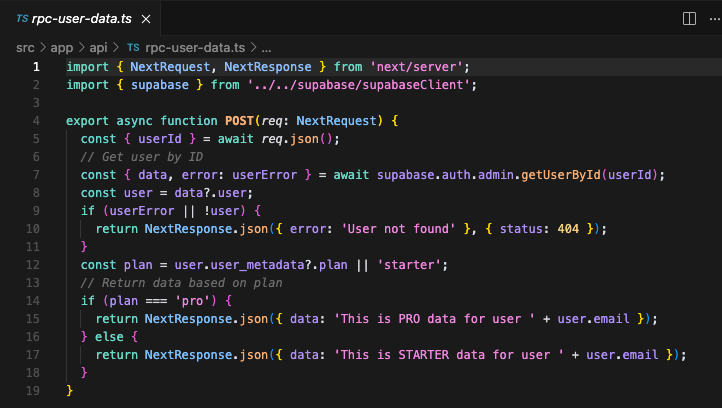 TS rpc-user-data.ts ×
src > app > api > TS rpc-user-data.ts > ...
1 import { NextRequest, NextResponse } from 'next/server';
2 import { supabase } from '../../supabase/supabaseClient';
3
4 export async function POST(req: NextRequest) {
5 const { userId } = await req.json();
6 // Get user by ID
7 const { data, error: userError } = await supabase.auth.admin.getUserById(userId);
8 const user = data?.user;
9 if (userError || !user) {
10 return NextResponse.json({ error: 'User not found' }, { status: 404 });
11 }
12 const plan = user.user_metadata?.plan || 'starter';
13 // Return data based on plan
14 if (plan === 'pro') {
15 return NextResponse.json({ data: 'This is PRO data for user ' + user.email });
16 } else {
17 return NextResponse.json({ data: 'This is STARTER data for user ' + user.email });
18 }
19 }